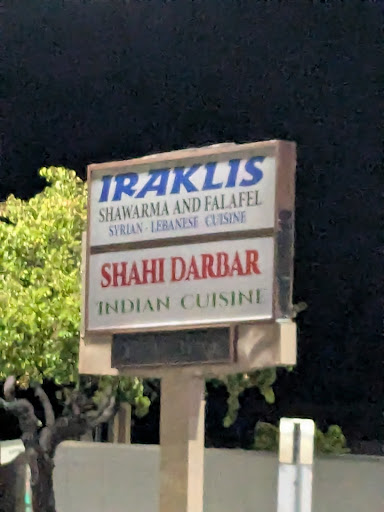 IRAKLIS
SHAWARMA AND FALAFEL
SYRIAN - LEBANESE CUISINE
SHAHI DARBAR
INDIAN CUISINE